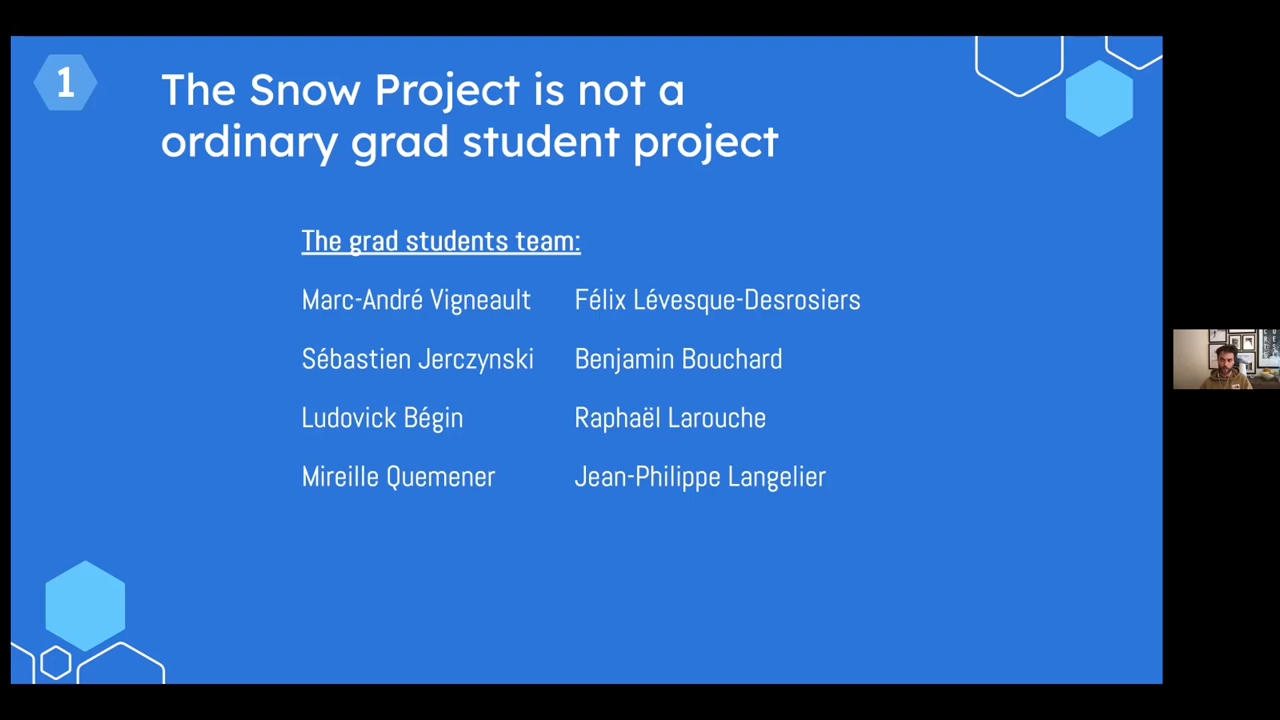 1
The Snow Project is not a
ordinary grad student project
The grad students team:
Marc-André Vigneault
Félix Lévesque-Desrosiers
Sébastien Jerczynski
Benjamin Bouchard
Ludovick Bégin
Raphaël Larouche
Mireille Quemener
Jean-Philippe Langelier